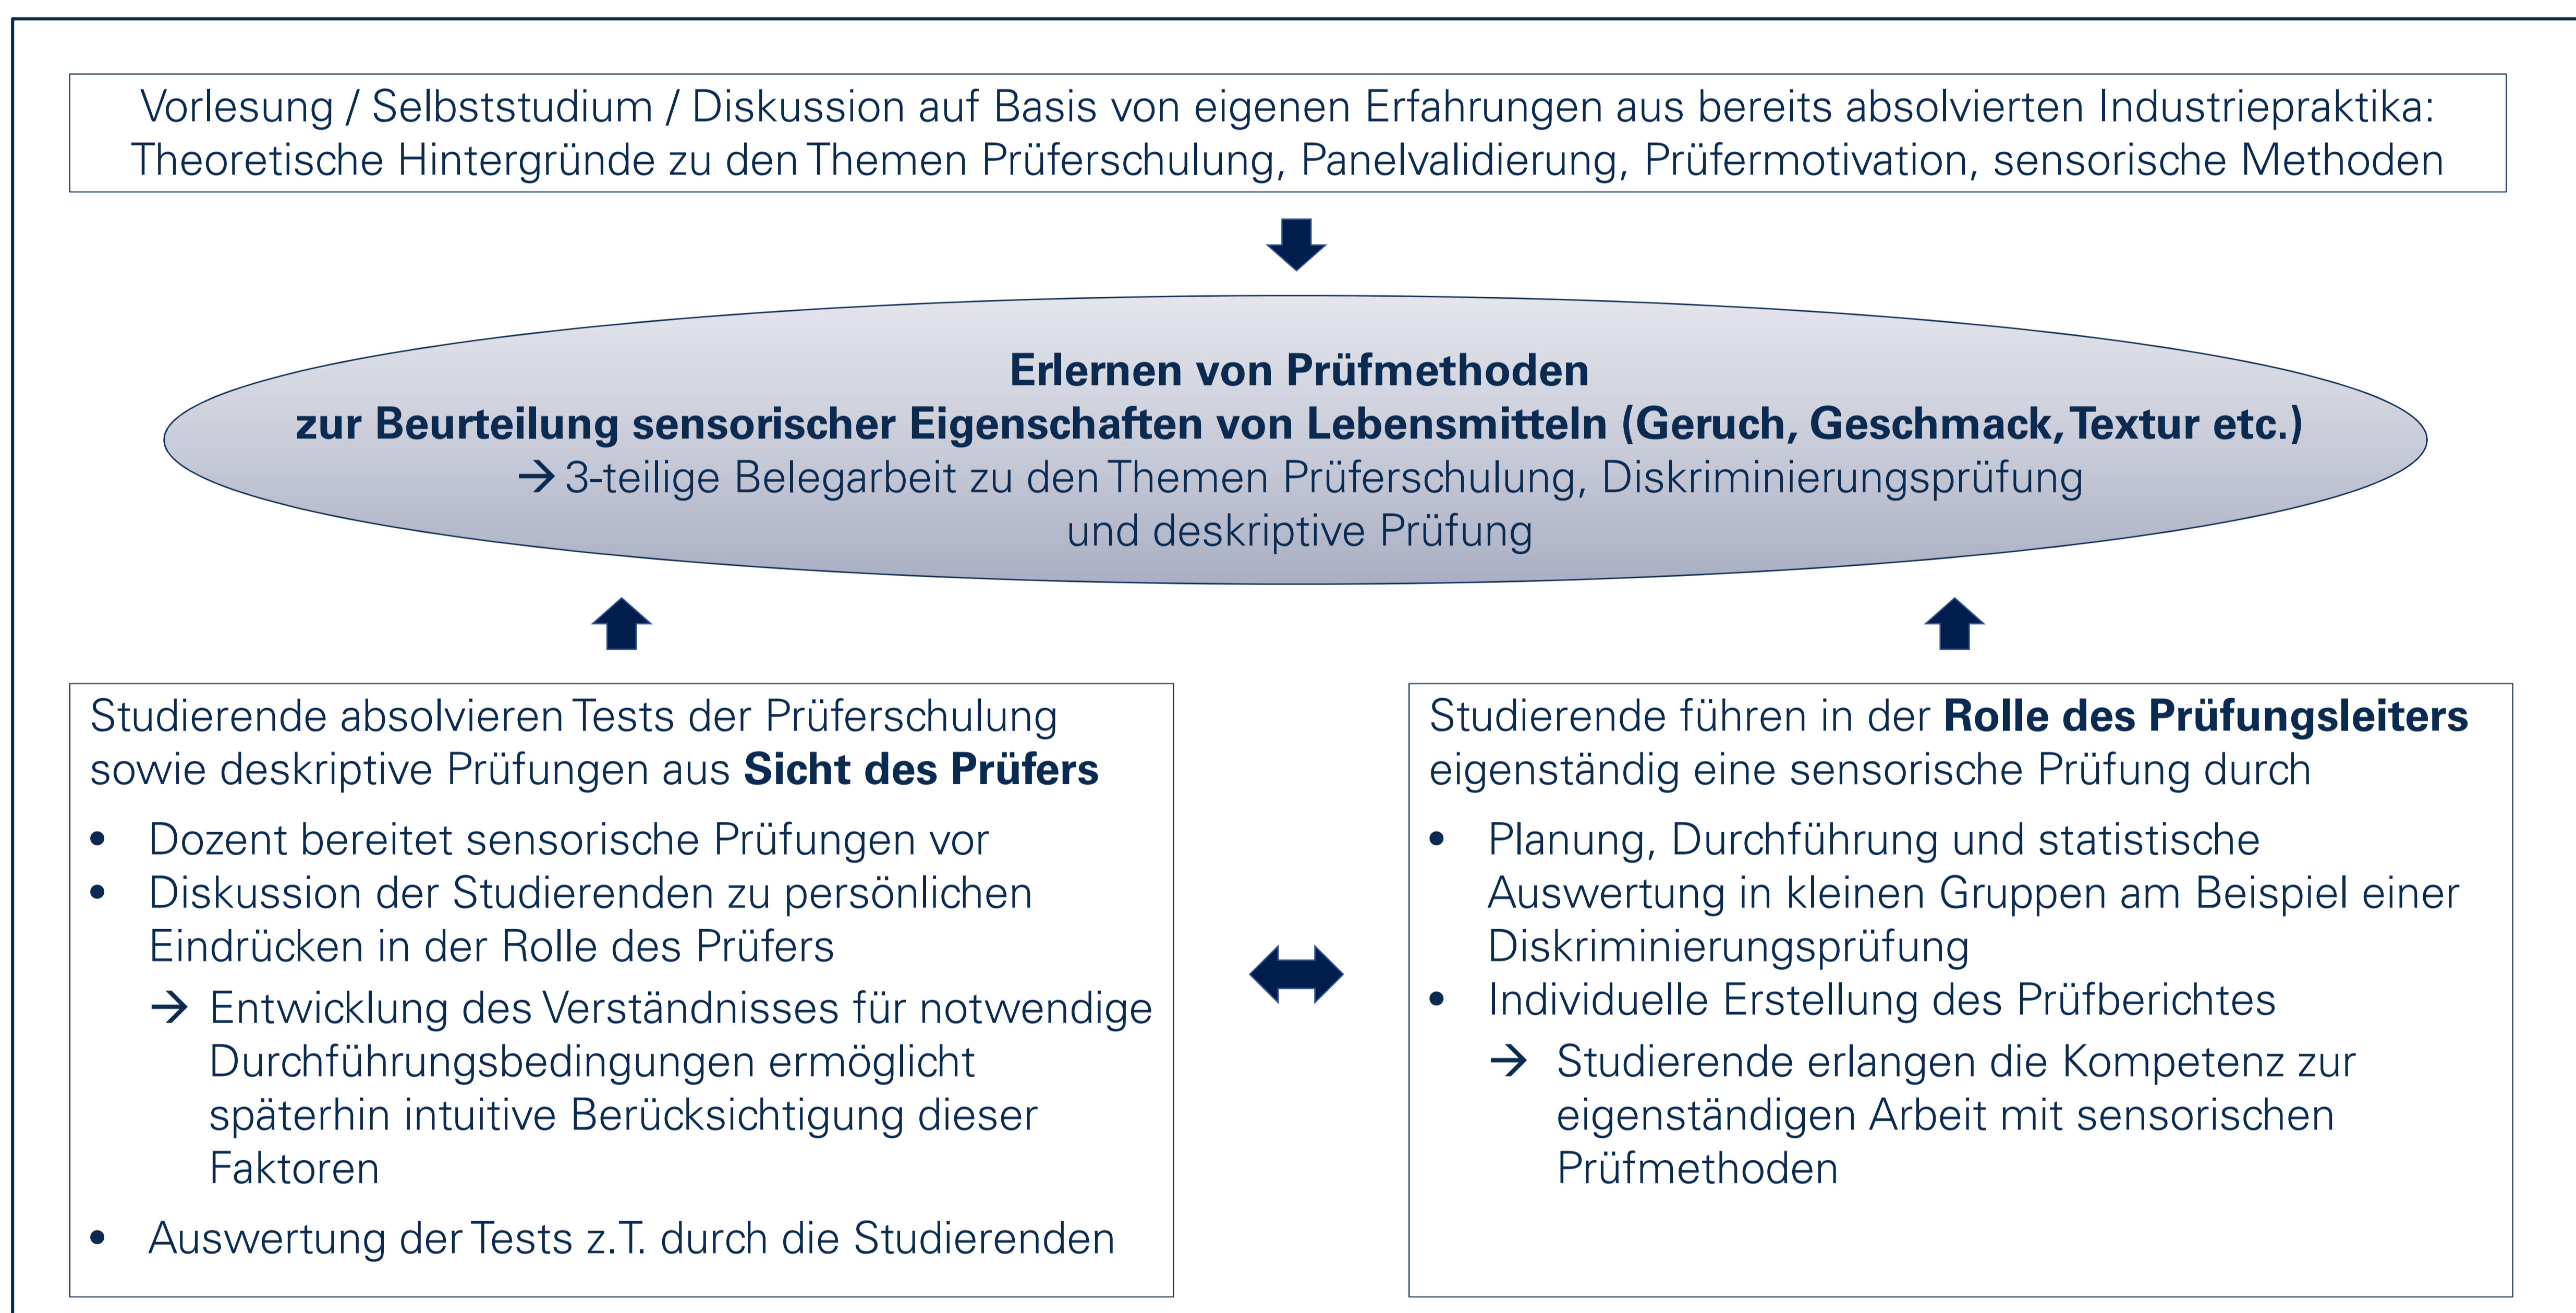 Vorlesung / Selbststudium / Diskussion auf Basis von eigenen Erfahrungen aus bereits absolvierten Industriepraktika:
Theoretische Hintergründe zu den Themen Prüferschulung, Panelvalidierung, Prüfermotivation, sensorische Methoden
Erlernen von Prüfmethoden
zur Beurteilung sensorischer Eigenschaften von Lebensmitteln (Geruch, Geschmack, Textur etc.)
→ 3-teilige Belegarbeit zu den Themen Prüferschulung, Diskriminierungsprüfung
und deskriptive Prüfung
Studierende absolvieren Tests der Prüferschulung
sowie deskriptive Prüfungen aus Sicht des Prüfers
• Dozent bereitet sensorische Prüfungen vor
• Diskussion der Studierenden zu persönlichen
Eindrücken in der Rolle des Prüfers
→ Entwicklung des Verständnisses für notwendige
Durchführungsbedingungen ermöglicht
späterhin intuitive Berücksichtigung dieser
Faktoren
• Auswertung der Tests z.T. durch die Studierenden
Studierende führen in der Rolle des Prüfungsleiters
eigenständig eine sensorische Prüfung durch
• Planung, Durchführung und statistische
Auswertung in kleinen Gruppen am Beispiel einer
Diskriminierungsprüfung
• Individuelle Erstellung des Prüfberichtes
→ Studierende erlangen die Kompetenz zur
eigenständigen Arbeit mit sensorischen
Prüfmethoden